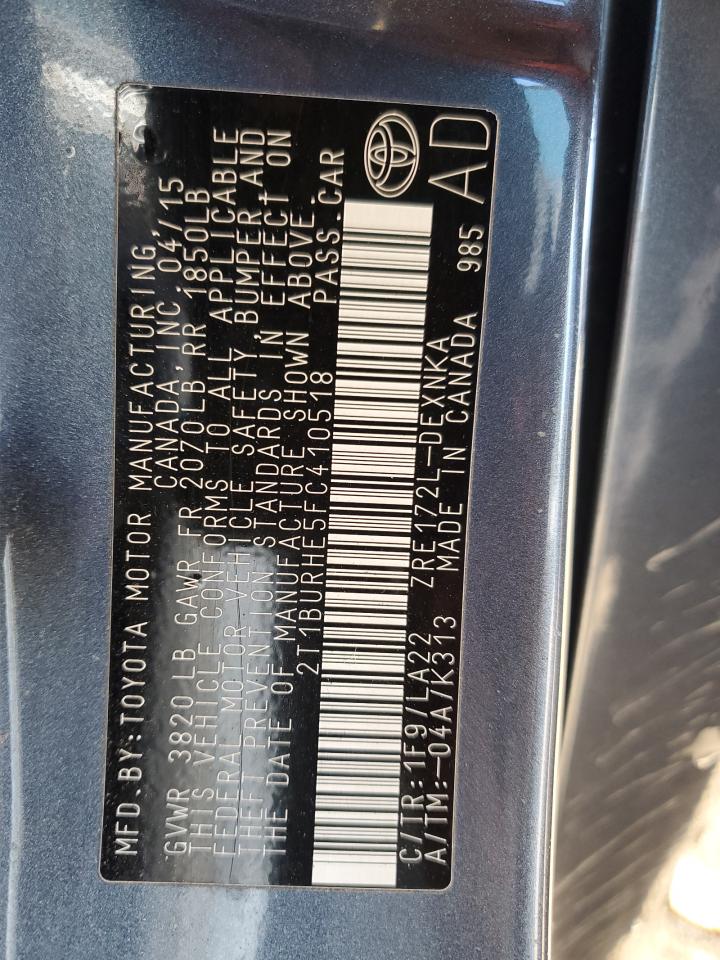 MFD.BY:TOYOTA MOTOR MANUFACTURING,
CANADA, INC. 04/15
GVWR 3820 LB GAWR FR 2070LB, RR 1850LB
THIS VEHICLE CONFORMS TO ALL APPLICABLE
FEDERAL MOTOR VEHICLE SAFETY, BUMPER AND
THEFT PREVENTION STANDARDS IN EFFECT ON
THE DATE OF MANUFACTURE SHOWN ABOVE.
2T1BURHE5FC410518 PASS.CAR
C/TR:1F9/LA22 ZRE172L-DEXNKA
A/TM:-04A/K313 MADE IN CANADA 985
AD